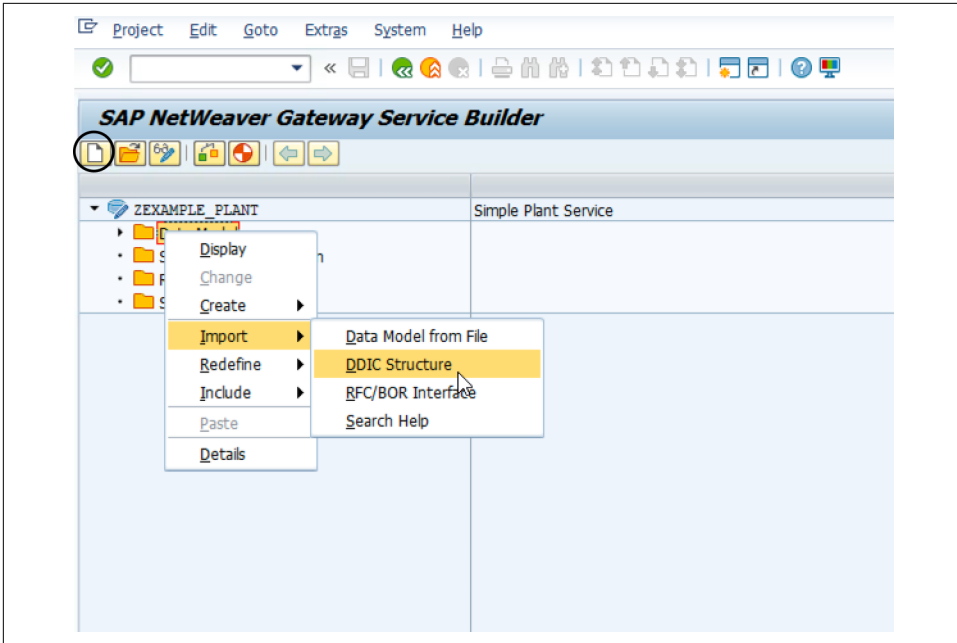 Project Edit Goto Extras System Help
SAP NetWeaver Gateway Service Builder
ZEXAMPLE_PLANT Simple Plant Service
Display
Change
Create
Import
Data Model from File
Redefine
DDIC Structure
Include
RFC/BOR Interface
Paste
Search Help
Details